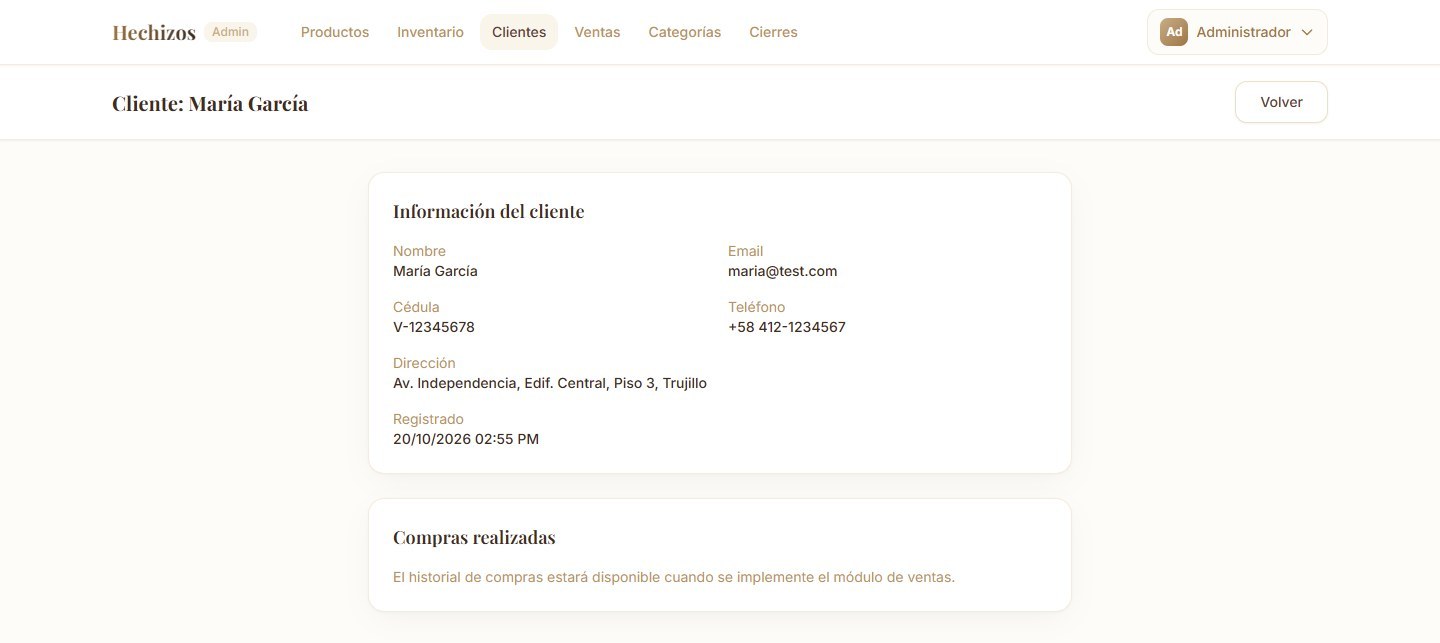 Hechizos Admin Productos Inventario Clientes Ventas Categorías Cierres Ad Administrador
Cliente: María García Volver
Información del cliente
Nombre Email
María García maria@test.com
Cédula Teléfono
V-12345678 +58 412-1234567
Dirección
Av. Independencia, Edif. Central, Piso 3, Trujillo
Registrado
20/10/2026 02:55 PM
Compras realizadas
El historial de compras estará disponible cuando se implemente el módulo de ventas.